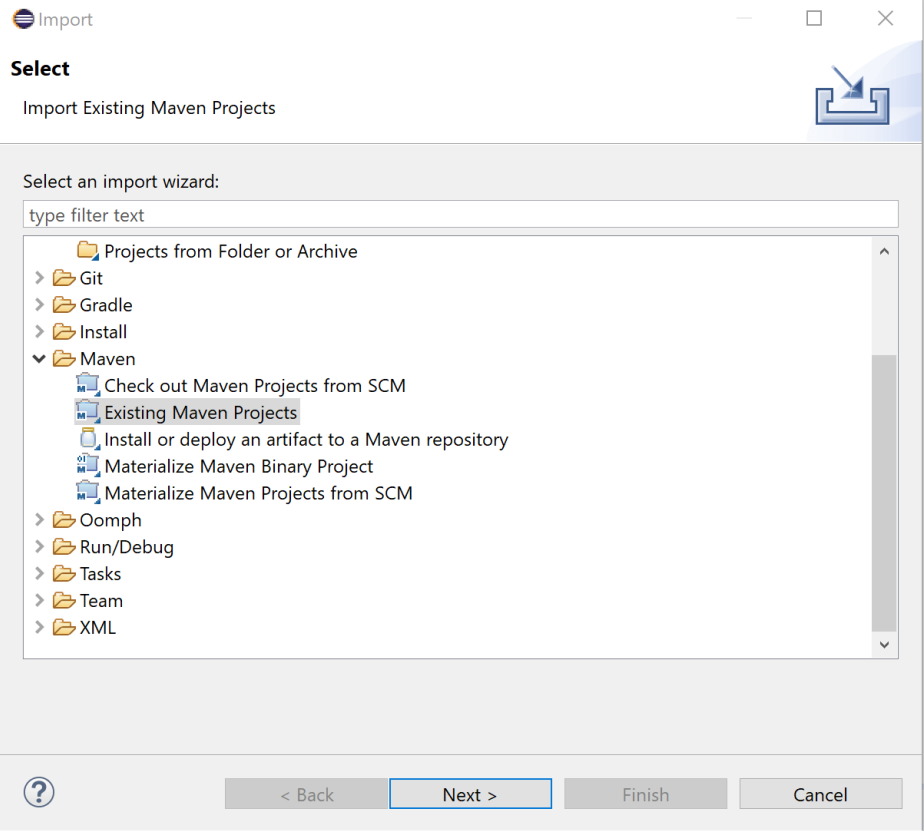 Import
Select
Import Existing Maven Projects
Select an import wizard:
type filter text
Projects from Folder or Archive
Git
Gradle
Install
Maven
Check out Maven Projects from SCM
Existing Maven Projects
Install or deploy an artifact to a Maven repository
Materialize Maven Binary Project
Materialize Maven Projects from SCM
Oomph
Run/Debug
Tasks
Team
XML
?
< Back
Next >
Finish
Cancel